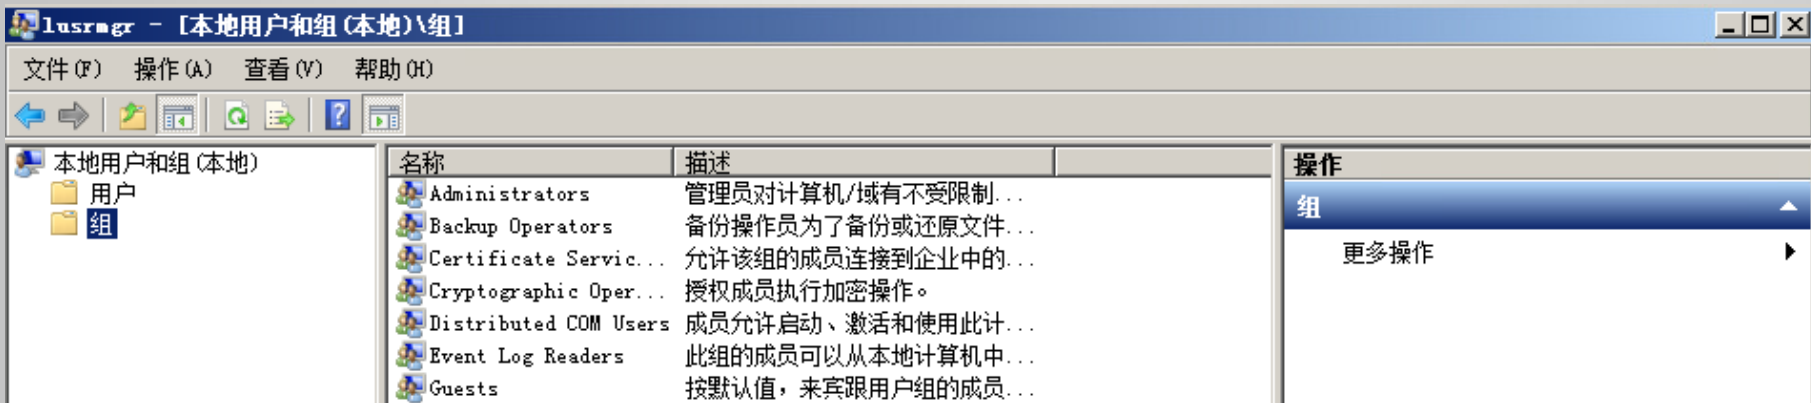 lusrmgr - [本地用户和组(本地)\组]
文件(F) 操作(A) 查看(V) 帮助(H)
本地用户和组(本地)
用户
组
名称 描述
Administrators 管理员对计算机/域有不受限制...
Backup Operators 备份操作员为了备份或还原文件...
Certificate Servic... 允许该组的成员连接到企业中的...
Cryptographic Oper... 授权成员执行加密操作。
Distributed COM Users 成员允许启动、激活和使用此计...
Event Log Readers 此组的成员可以从本地计算机中...
Guests 按默认值，来宾跟用户组的成员...
操作
组
更多操作